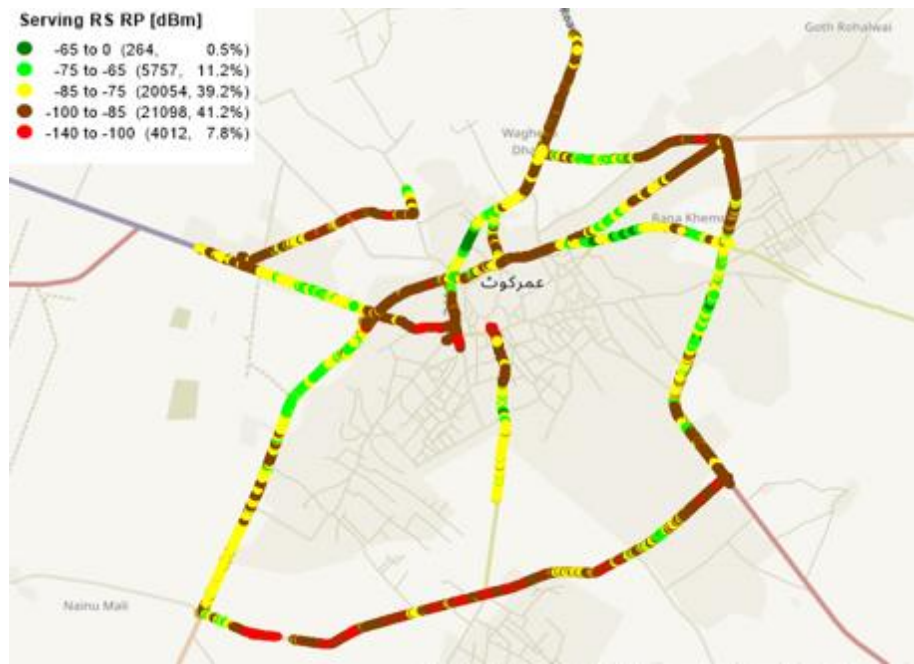 Serving RS RP [dBm]
-65 to 0 (264, 0.5%)
-75 to -65 (5757, 11.2%)
-85 to -75 (20054, 39.2%)
-100 to -85 (21098, 41.2%)
-140 to -100 (4012, 7.8%)
Goth Rohalwai
عمرکوٹ
Nainu Mali